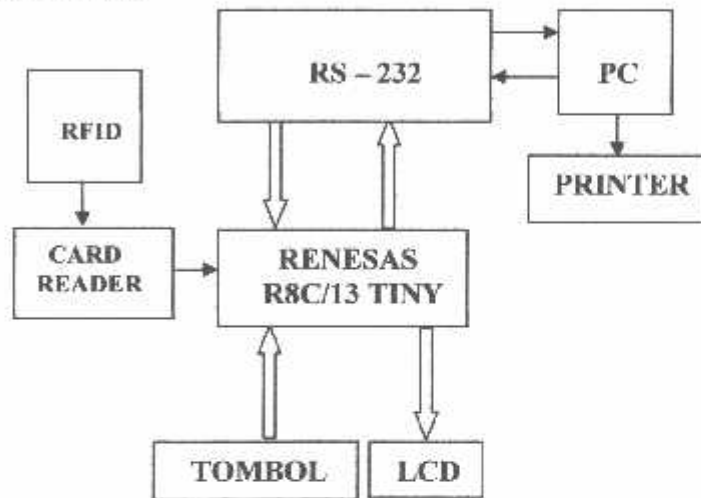 RS – 232
PC
RFID
PRINTER
CARD
READER
RENESAS
R8C/13 TINY
TOMBOL
LCD